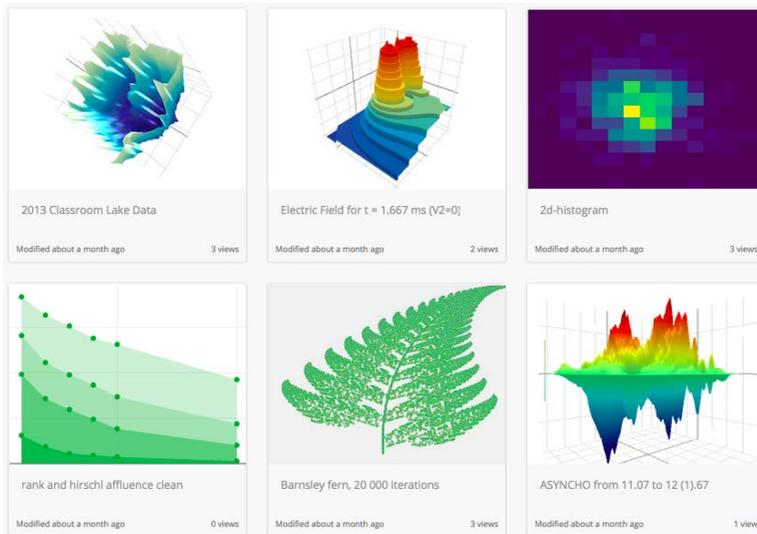 2013 Classroom Lake Data
Modified about a month ago 3 views
Electric Field for t = 1.667 ms (V2=0)
Modified about a month ago 2 views
2d-histogram
Modified about a month ago 3 views
rank and hirschl affluence clean
Modified about a month ago 0 views
Barnsley fern, 20 000 iterations
Modified about a month ago 3 views
ASYNCHO from 11.07 to 12 (1).67
Modified about a month ago 1 view